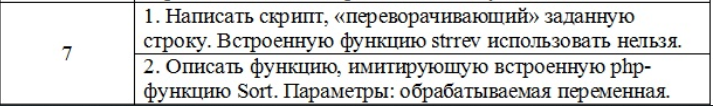 7
1. Написать скрипт, «переворачивающий» заданную
строку. Встроенную функцию strrev использовать нельзя.
2. Описать функцию, имитирующую встроенную php-
функцию Sort. Параметры: обрабатываемая переменная.